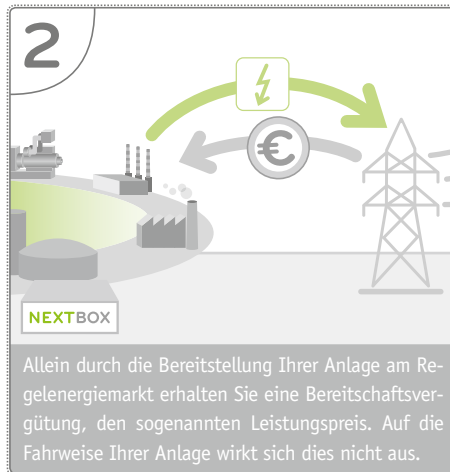 2
€
NEXTBOX
Allein durch die Bereitstellung Ihrer Anlage am Re-
gelenergiemarkt erhalten Sie eine Bereitschaftsver-
gütung, den sogenannten Leistungspreis. Auf die
Fahrweise Ihrer Anlage wirkt sich dies nicht aus.